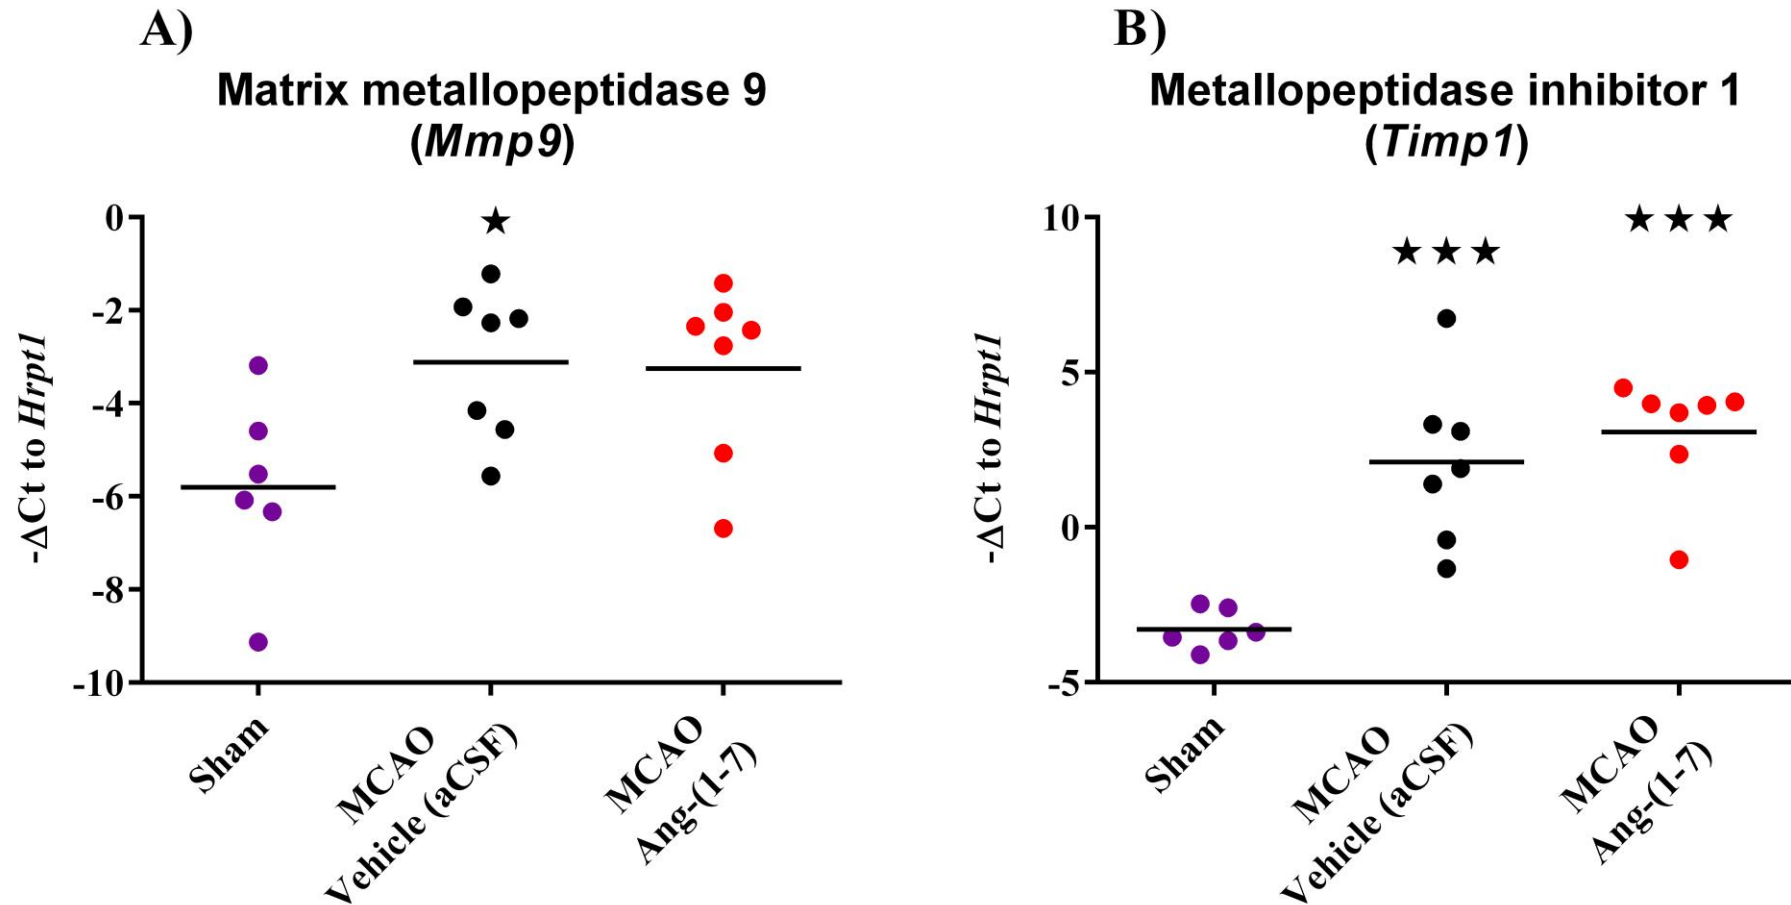 A)
Matrix metallopeptidase 9
(Mmp9)
-ΔCt to Hrpt1
0
-2
-4
-6
-8
-10
★
Sham
MCAO
Vehicle (aCSF)
MCAO
Ang-(1-7)
B)
Metallopeptidase inhibitor 1
(Timp1)
-ΔCt to Hrpt1
10
5
0
-5
★★★
★★★
Sham
MCAO
Vehicle (aCSF)
MCAO
Ang-(1-7)